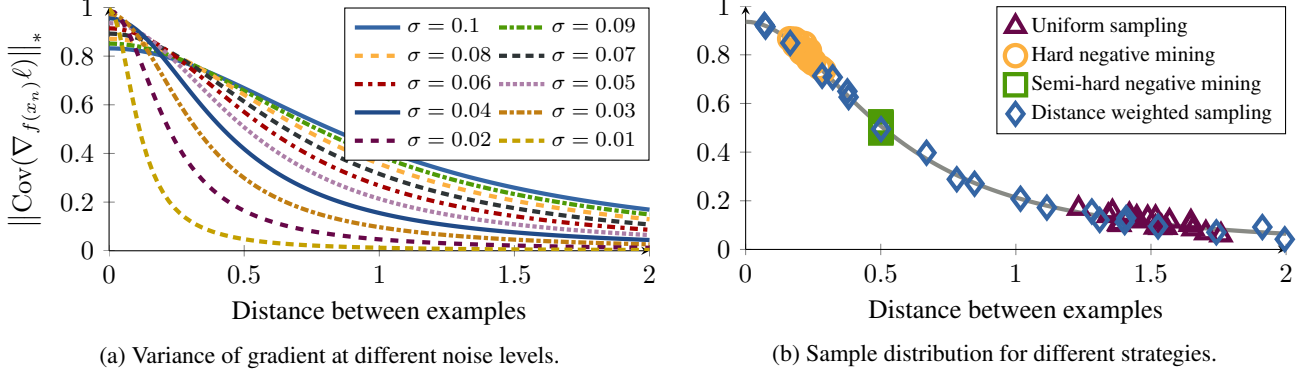 ‖Cov(∇_{f(x_n)}ℓ)‖_*
1
0.8
0.6
0.4
0.2
0
0 0.5 1 1.5 2
Distance between examples
σ = 0.1 σ = 0.09
σ = 0.08 σ = 0.07
σ = 0.06 σ = 0.05
σ = 0.04 σ = 0.03
σ = 0.02 σ = 0.01
(a) Variance of gradient at different noise levels.
1
0.8
0.6
0.4
0.2
0
0 0.5 1 1.5 2
Distance between examples
Uniform sampling
Hard negative mining
Semi-hard negative mining
Distance weighted sampling
(b) Sample distribution for different strategies.